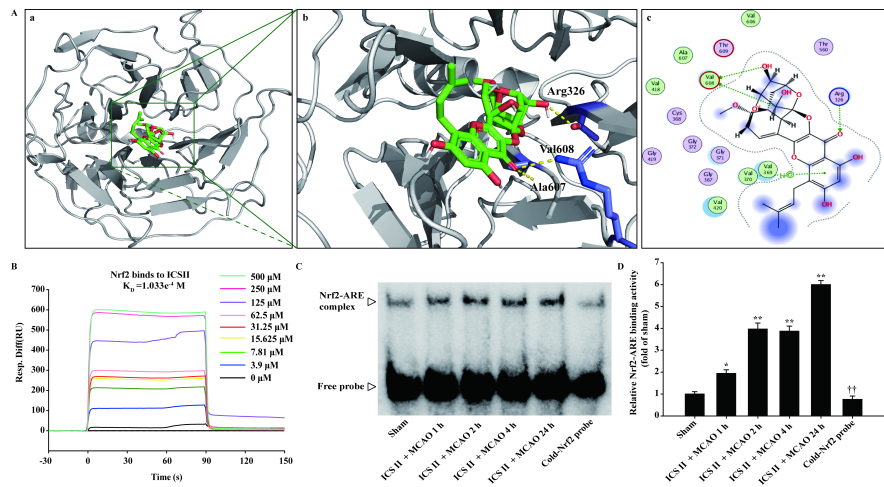 A
a
b
Arg326
Val608
Ala607
c
Val
606
Thr
609
Thr
560
Ala
607
Val
608
Val
418
Arg
326
Cys
368
Gly
372
Gly
371
Gly
419
Val
370
Val
369
Gly
367
Val
420
OH
OH
O
O
O
OH
OH
H
H
H
B
Nrf2 binds to ICSII
K_D =1.033e⁻⁴ M
Resp. Diff(RU)
700
600
500
400
300
200
100
0
-30
0
30
60
90
120
150
Time (s)
500 μM
250 μM
125 μM
62.5 μM
31.25 μM
15.625 μM
7.81 μM
3.9 μM
0 μM
C
Nrf2-ARE
complex
Free probe
Sham
ICS II + MCAO 1 h
ICS II + MCAO 2 h
ICS II + MCAO 4 h
ICS II + MCAO 24 h
Cold-Nrf2 probe
D
Relative Nrf2-ARE binding activity
(fold of sham)
7
6
5
4
3
2
1
0
*
**
**
**
††
Sham
ICS II + MCAO 1 h
ICS II + MCAO 2 h
ICS II + MCAO 4 h
ICS II + MCAO 24 h
Cold-Nrf2 probe